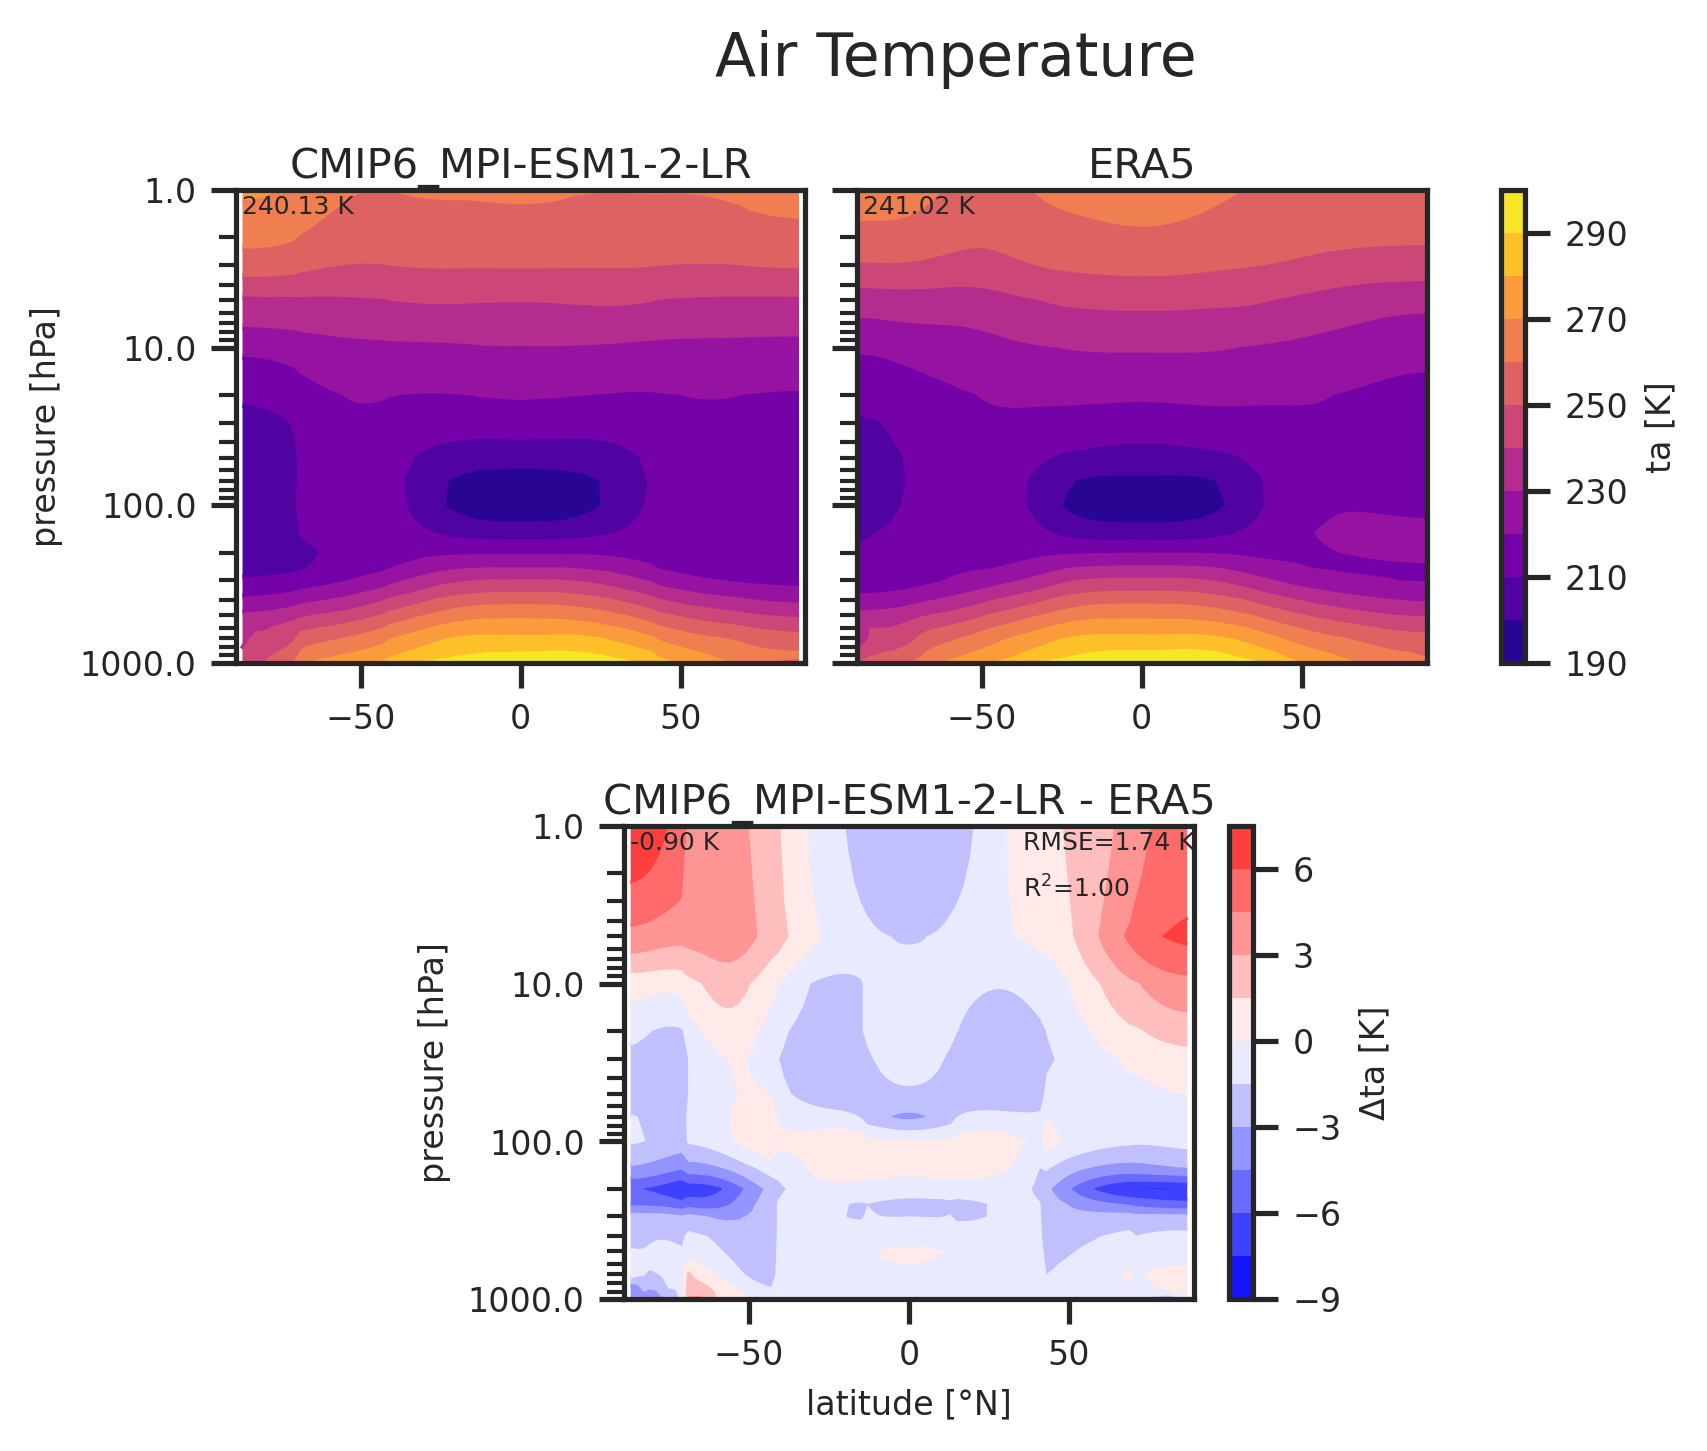 Air Temperature
CMIP6_MPI-ESM1-2-LR
ERA5
240.13 K
241.02 K
pressure [hPa]
1.0
10.0
100.0
1000.0
−50 0 50
−50 0 50
290
270
250
230
210
190
ta [K]
CMIP6_MPI-ESM1-2-LR - ERA5
-0.90 K
RMSE=1.74 K
R²=1.00
pressure [hPa]
1.0
10.0
100.0
1000.0
−50 0 50
latitude [°N]
6
3
0
−3
−6
−9
Δta [K]